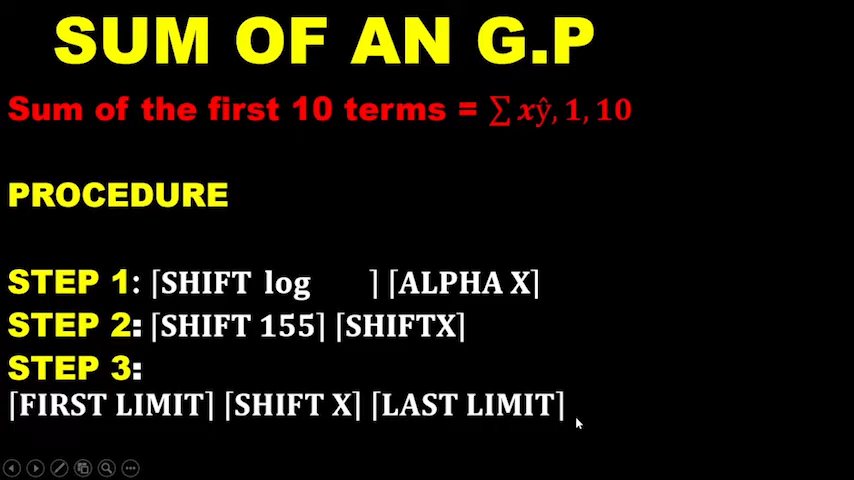 SUM OF AN G.P
Sum of the first 10 terms = ∑ xŷ, 1, 10
PROCEDURE
STEP 1: ⌈SHIFT log ⌉ ⌈ALPHA X⌉
STEP 2: ⌈SHIFT 155⌉ ⌈SHIFTX⌉
STEP 3:
⌈FIRST LIMIT⌉ ⌈SHIFT X⌉ ⌈LAST LIMIT⌉